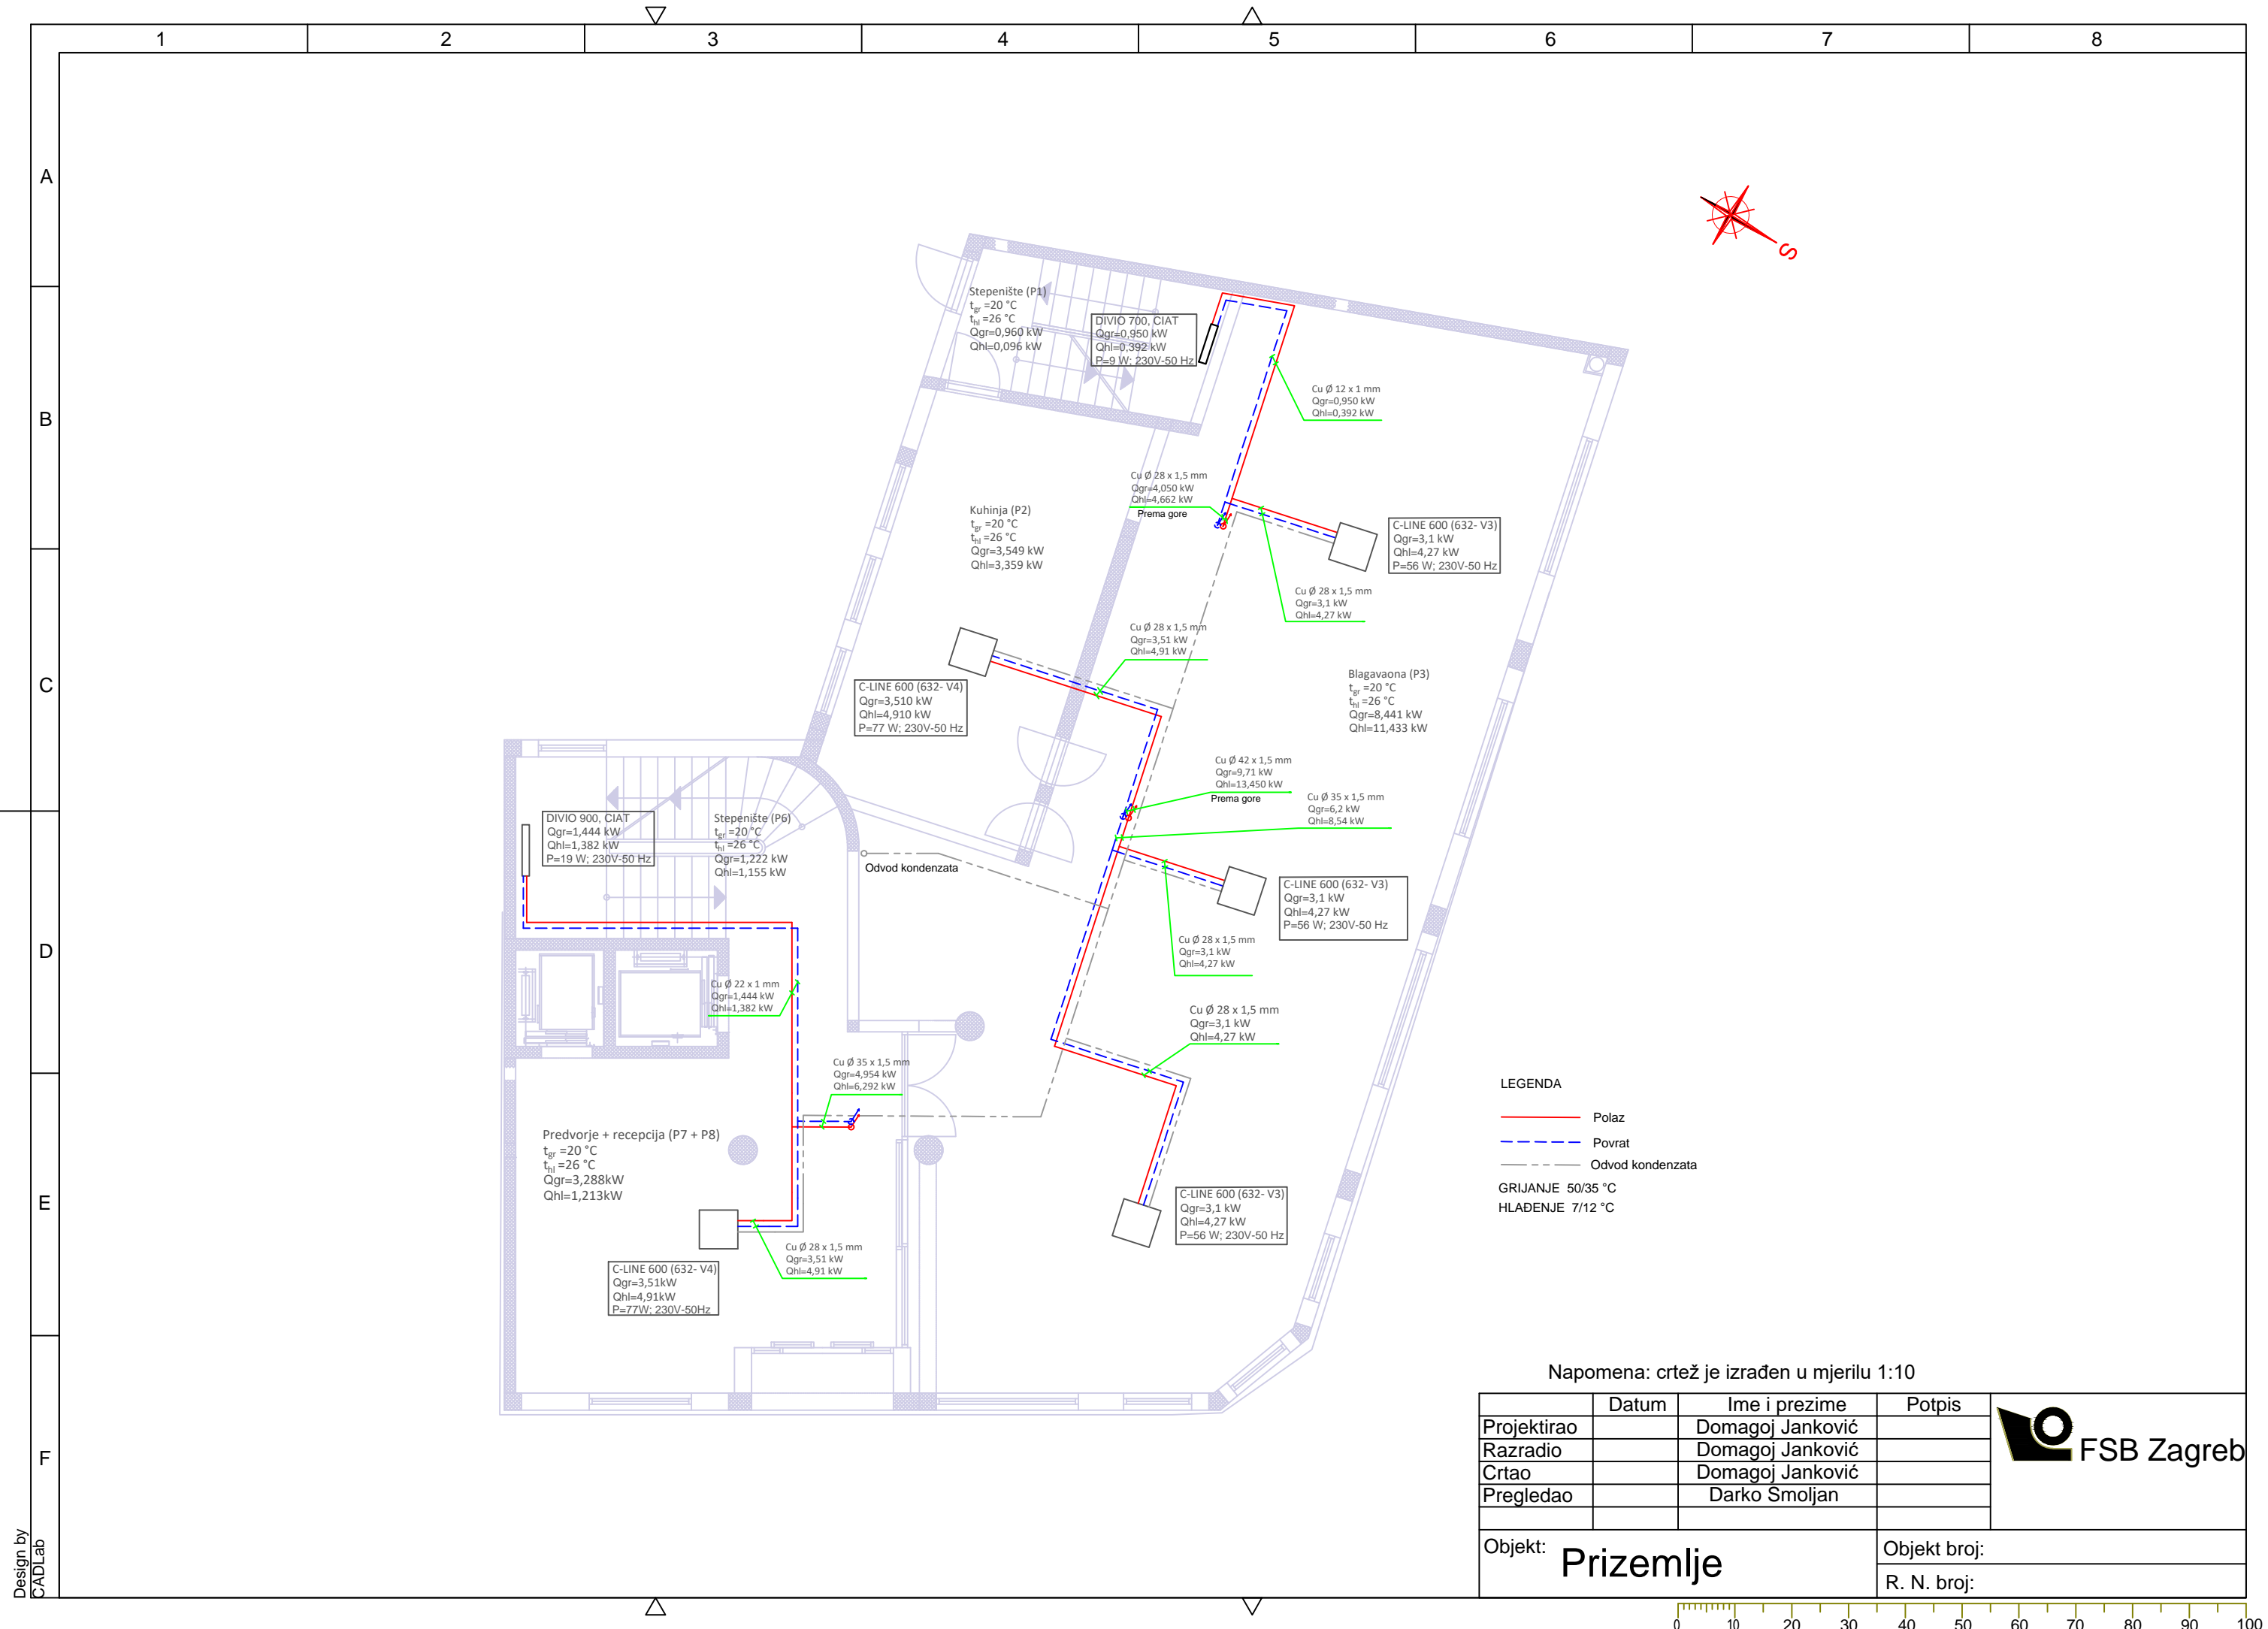 1 2 3 4 5 6 7 8
A
B
C
D
E
F
S
Stepenište (P1)
tgr =20 °C
thl =26 °C
Qgr=0,960 kW
Qhl=0,096 kW
DIVIO 700, CIAT
Qgr=0,950 kW
Qhl=0,392 kW
P=9 W; 230V-50 Hz
Cu Ø 12 x 1 mm
Qgr=0,950 kW
Qhl=0,392 kW
Cu Ø 28 x 1,5 mm
Qgr=4,050 kW
Qhl=4,662 kW
Prema gore
Kuhinja (P2)
tgr =20 °C
thl =26 °C
Qgr=3,549 kW
Qhl=3,359 kW
C-LINE 600 (632- V3)
Qgr=3,1 kW
Qhl=4,27 kW
P=56 W; 230V-50 Hz
Cu Ø 28 x 1,5 mm
Qgr=3,1 kW
Qhl=4,27 kW
Cu Ø 28 x 1,5 mm
Qgr=3,51 kW
Qhl=4,91 kW
C-LINE 600 (632- V4)
Qgr=3,510 kW
Qhl=4,910 kW
P=77 W; 230V-50 Hz
Blagavaona (P3)
tgr =20 °C
thl =26 °C
Qgr=8,441 kW
Qhl=11,433 kW
Cu Ø 42 x 1,5 mm
Qgr=9,71 kW
Qhl=13,450 kW
Prema gore
Cu Ø 35 x 1,5 mm
Qgr=6,2 kW
Qhl=8,54 kW
DIVIO 900, CIAT
Qgr=1,444 kW
Qhl=1,382 kW
P=19 W; 230V-50 Hz
Stepenište (P6)
tgr =20 °C
thl =26 °C
Qgr=1,222 kW
Qhl=1,155 kW
Odvod kondenzata
C-LINE 600 (632- V3)
Qgr=3,1 kW
Qhl=4,27 kW
P=56 W; 230V-50 Hz
Cu Ø 28 x 1,5 mm
Qgr=3,1 kW
Qhl=4,27 kW
Cu Ø 22 x 1 mm
Qgr=1,444 kW
Qhl=1,382 kW
Cu Ø 28 x 1,5 mm
Qgr=3,1 kW
Qhl=4,27 kW
Cu Ø 35 x 1,5 mm
Qgr=4,954 kW
Qhl=6,292 kW
Predvorje + recepcija (P7 + P8)
tgr =20 °C
thl =26 °C
Qgr=3,288kW
Qhl=1,213kW
C-LINE 600 (632- V3)
Qgr=3,1 kW
Qhl=4,27 kW
P=56 W; 230V-50 Hz
Cu Ø 28 x 1,5 mm
Qgr=3,51 kW
Qhl=4,91 kW
C-LINE 600 (632- V4)
Qgr=3,51kW
Qhl=4,91kW
P=77W; 230V-50Hz
LEGENDA
Polaz
Povrat
Odvod kondenzata
GRIJANJE 50/35 °C
HLAĐENJE 7/12 °C
Napomena: crtež je izrađen u mjerilu 1:10
Datum Ime i prezime Potpis
Projektirao Domagoj Janković
Razradio Domagoj Janković
Crtao Domagoj Janković
Pregledao Darko Smoljan
FSB Zagreb
Objekt: Prizemlje
Objekt broj:
R. N. broj:
Design by
CADLab
0 10 20 30 40 50 60 70 80 90 100